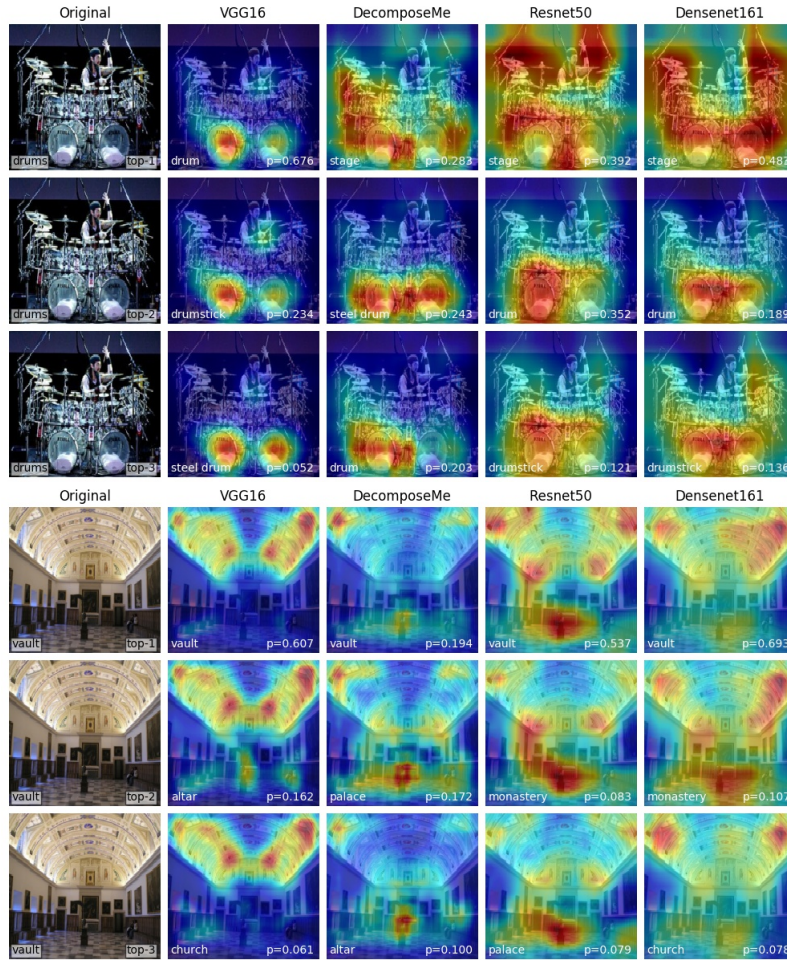 Original VGG16 DecomposeMe Resnet50 Densenet161
drums top-1 drum p=0.676 stage p=0.283 stage p=0.392 stage p=0.482
drums top-2 drumstick p=0.234 steel drum p=0.243 drum p=0.352 drum p=0.189
drums top-3 steel drum p=0.052 drum p=0.203 drumstick p=0.121 drumstick p=0.136
Original VGG16 DecomposeMe Resnet50 Densenet161
vault top-1 vault p=0.607 vault p=0.194 vault p=0.537 vault p=0.693
vault top-2 altar p=0.162 palace p=0.172 monastery p=0.083 monastery p=0.107
vault top-3 church p=0.061 altar p=0.100 palace p=0.079 church p=0.078